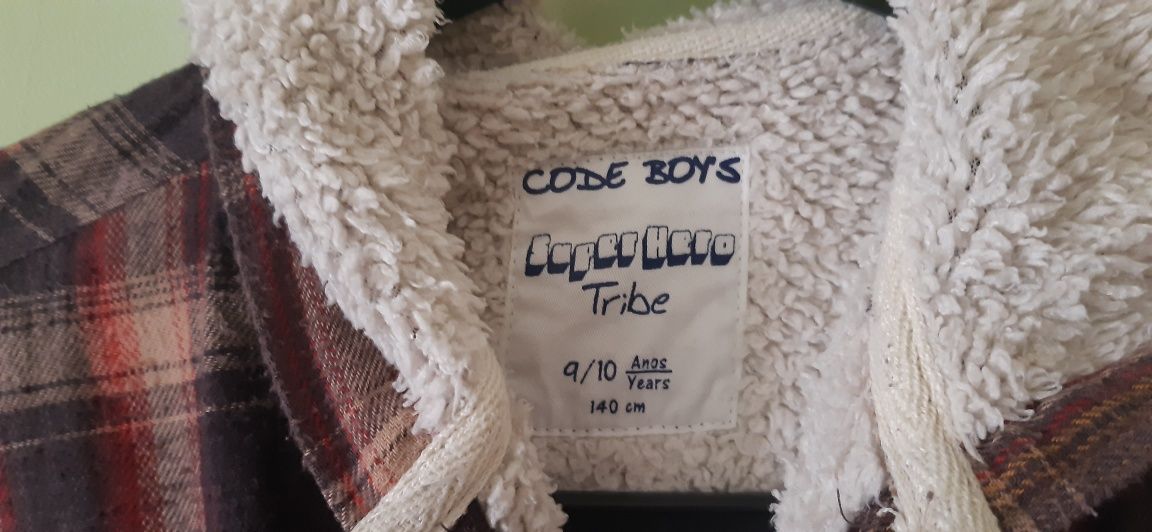 CODE BOYS
Super Hero
Tribe
9/10 Anos
Years
140 cm